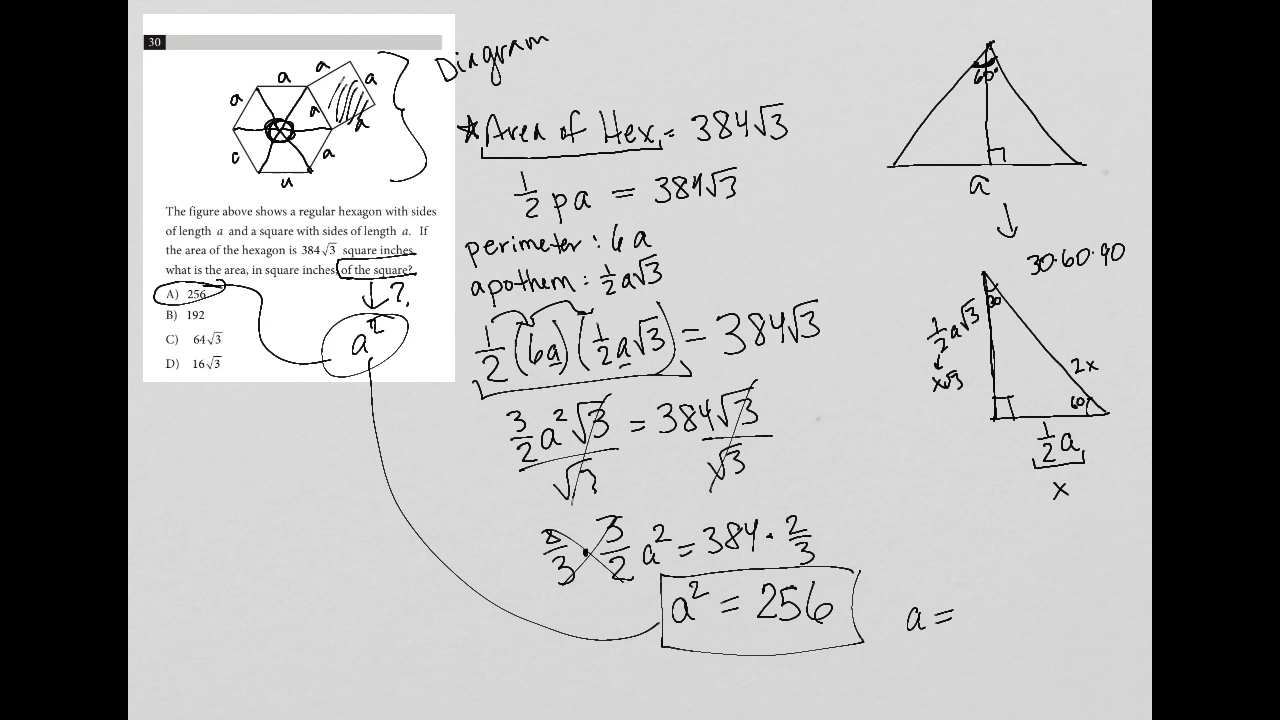 30
a
a
a
a
a
a
a
c
u
Diagram
The figure above shows a regular hexagon with sides
of length a and a square with sides of length a. If
the area of the hexagon is 384√3 square inches,
what is the area, in square inches, of the square?
A) 256
B) 192
C) 64√3
D) 16√3
?
a²
★Area of Hex. = 384√3
1/2 pa = 384√3
perimeter : 6a
apothem : 1/2 a√3
1/2 (6a)(1/2 a√3) = 384√3
3/2 a²√3 = 384√3
√3 √3
2/3 · 3/2 a² = 384 · 2/3
a² = 256
a =
60°
a
30·60·90
30
1/2 a√3
x√3
2x
60
1/2 a
x